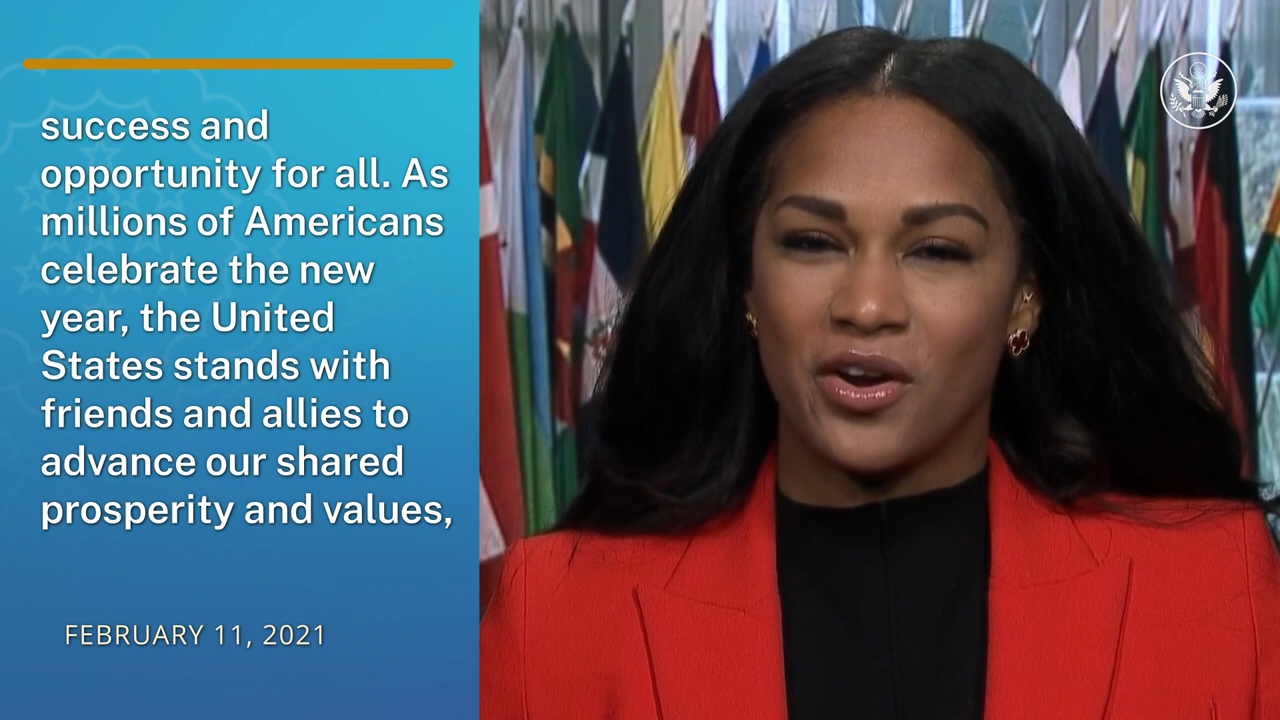 success and
opportunity for all. As
millions of Americans
celebrate the new
year, the United
States stands with
friends and allies to
advance our shared
prosperity and values,
FEBRUARY 11, 2021